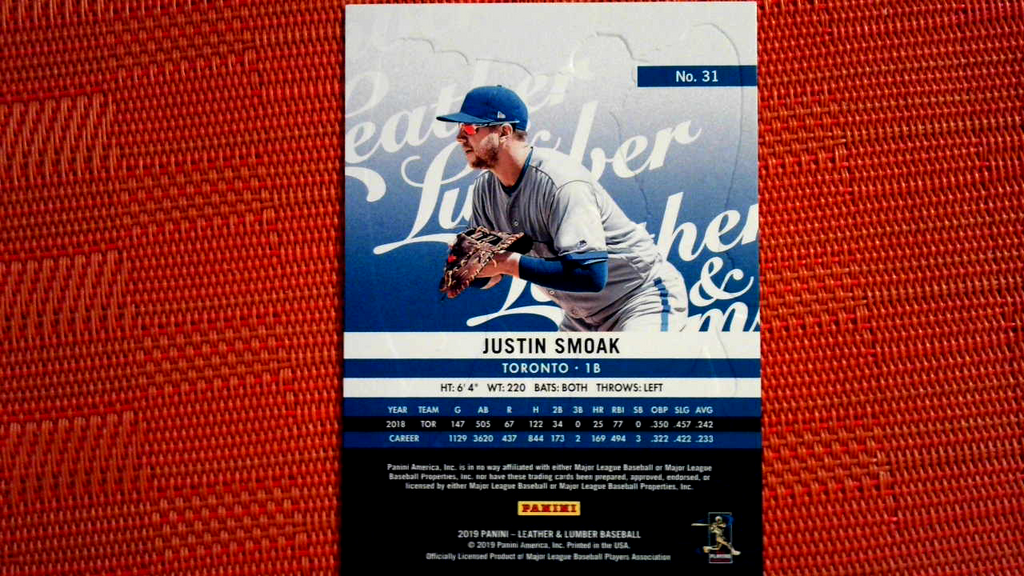 No. 31
Leather
Lumber
Leather
&
JUSTIN SMOAK
TORONTO · 1B
HT: 6' 4" WT: 220 BATS: BOTH THROWS: LEFT
YEAR TEAM G AB R H 2B 3B HR RBI SB OBP SLG AVG
2018 TOR 147 505 67 122 34 0 25 77 0 .350 .457 .242
CAREER 1129 3620 437 844 173 2 169 494 3 .322 .422 .233
Panini America, Inc. is in no way affiliated with either Major League Baseball or Major League
Baseball Properties, Inc. nor have these trading cards been prepared, approved, endorsed, or
licensed by either Major League Baseball or Major League Baseball Properties, Inc.
PANINI
2019 PANINI – LEATHER & LUMBER BASEBALL
© 2019 Panini America, Inc. Printed in the USA.
Officially Licensed Product of Major League Baseball Players Association